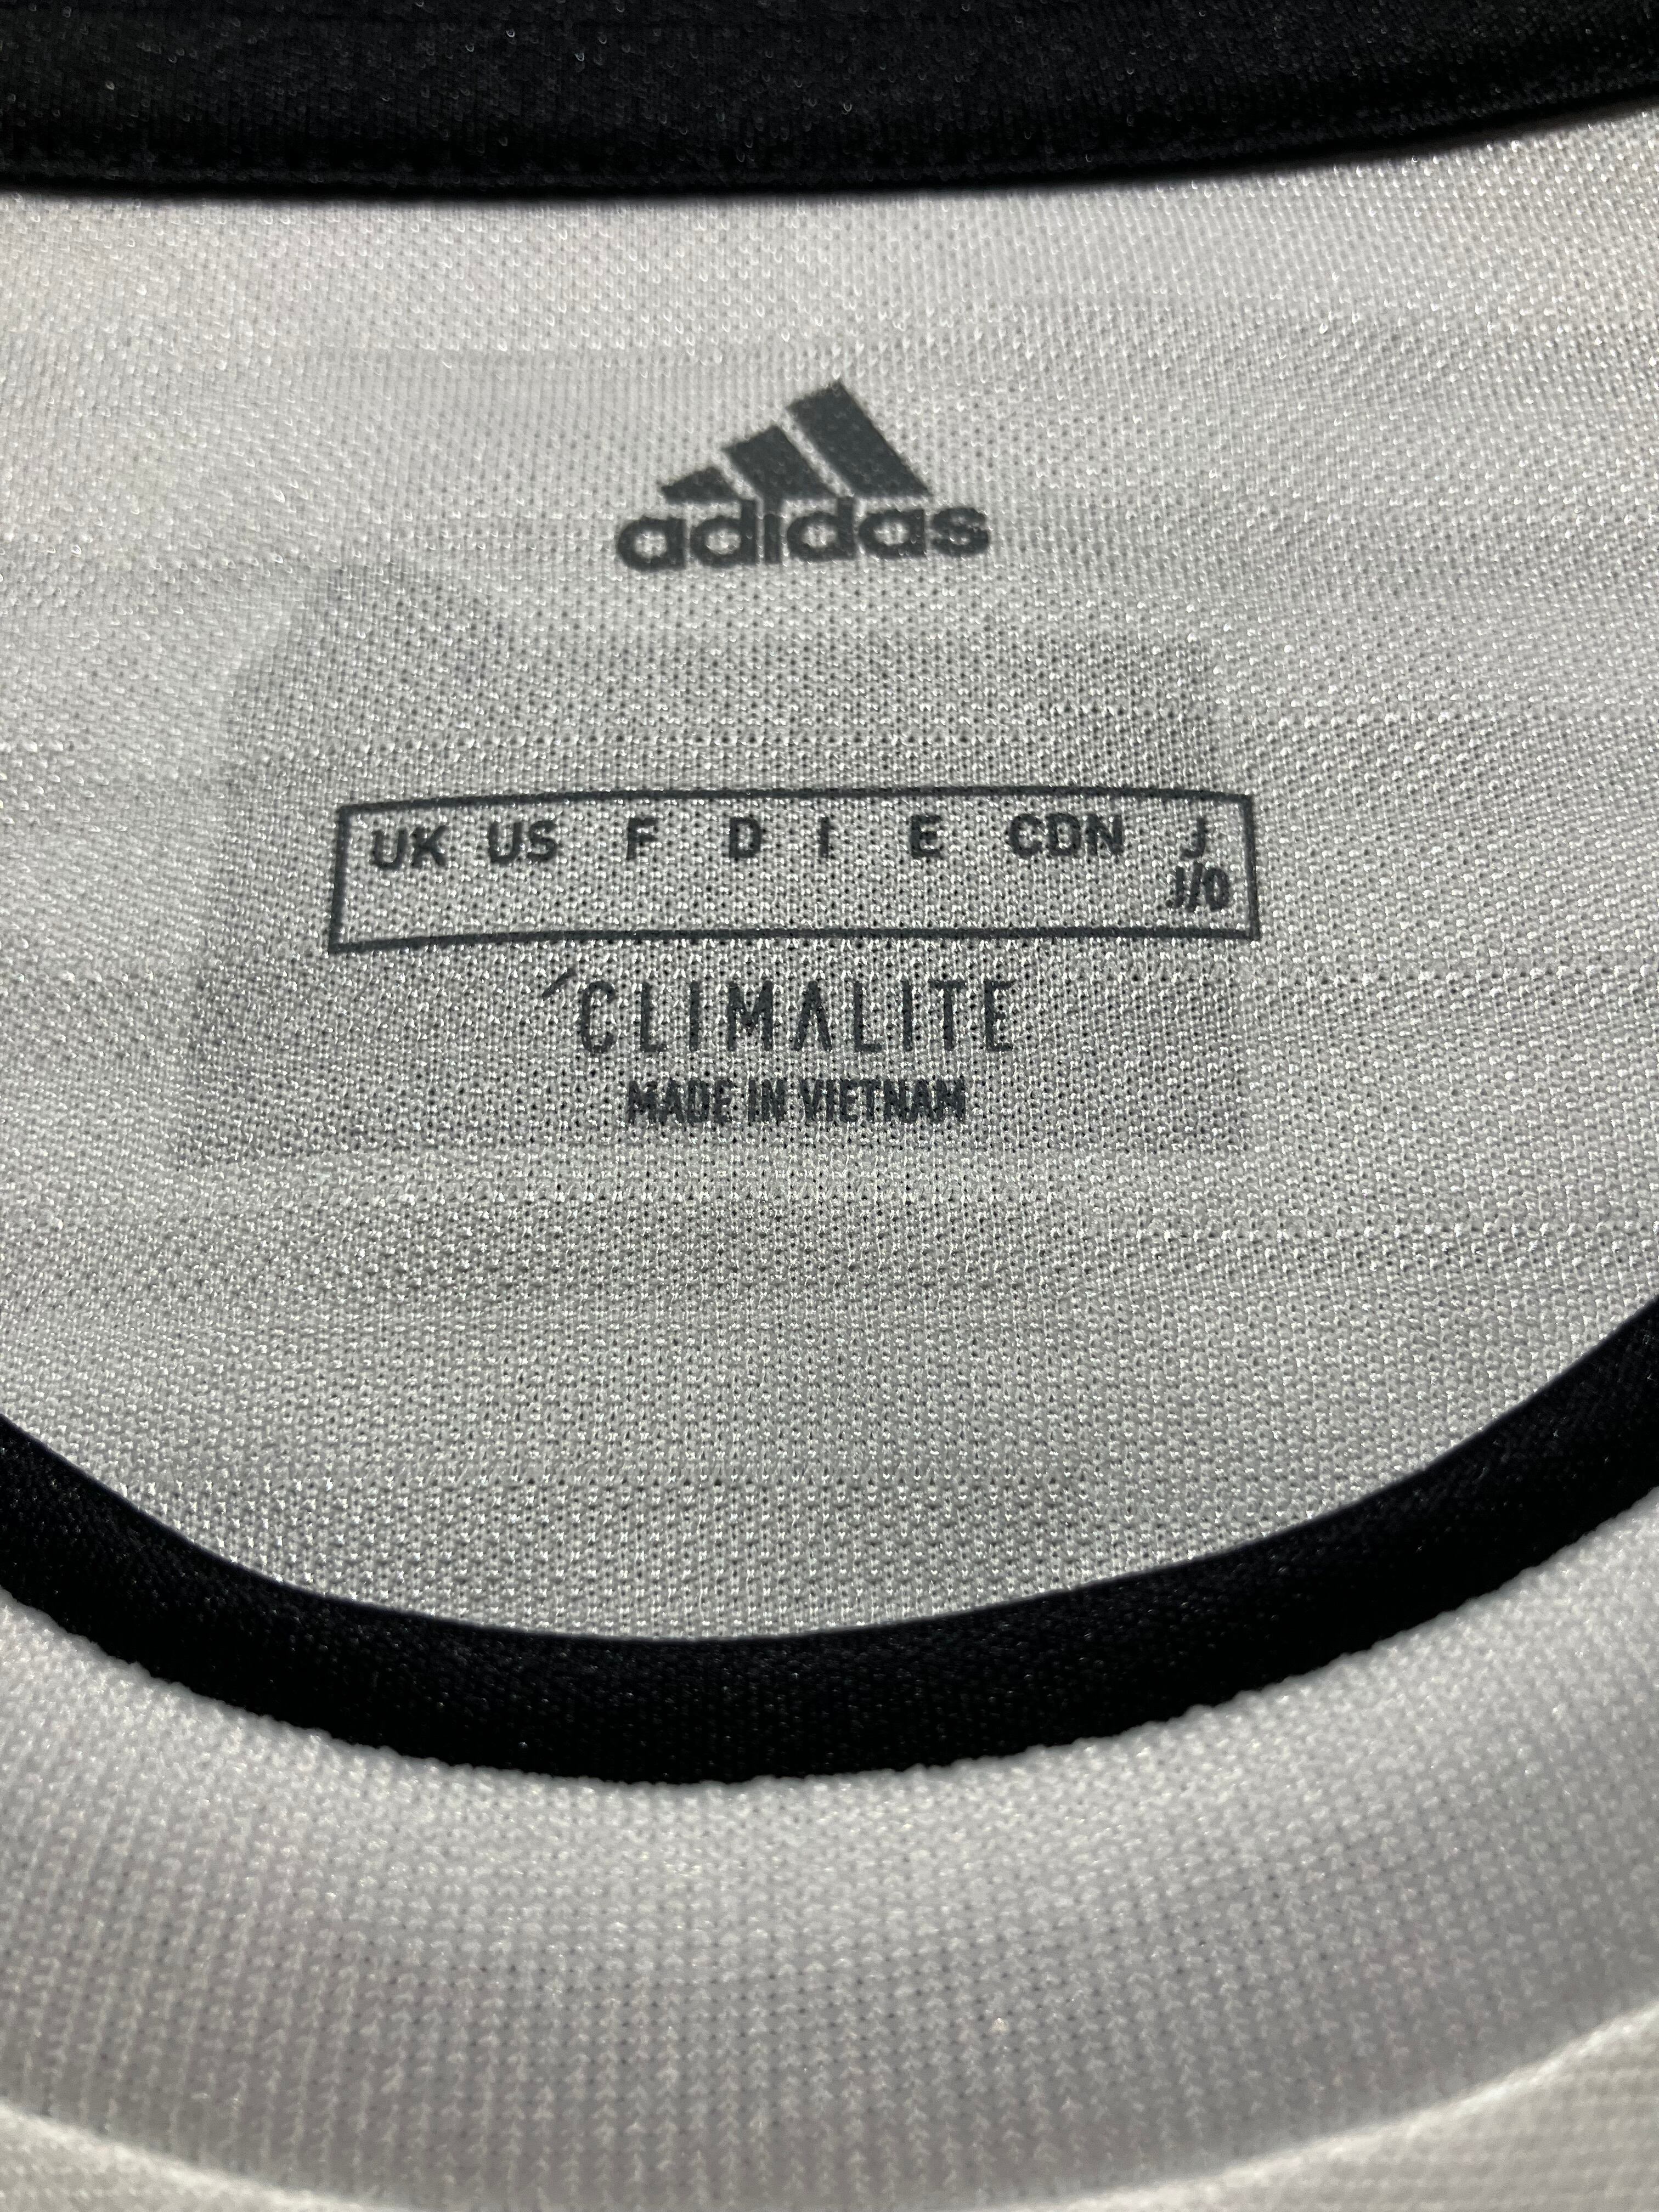 adidas
UK US F D I E CDN J
J/O
CLIMALITE
MADE IN VIETNAM